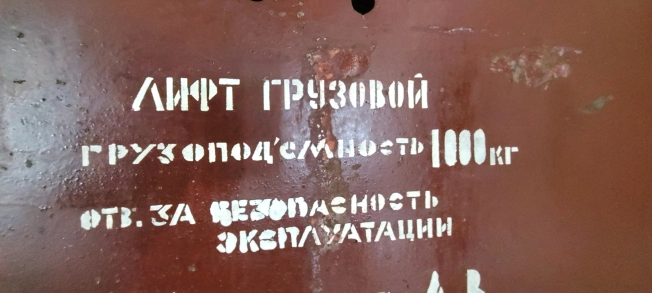 ЛИФТ ГРУЗОВОЙ
ГРУЗОПОД'ЕМНОСТЬ 1000 КГ
ОТВ. ЗА БЕЗОПАСНОСТЬ
ЭКСПЛУАТАЦИИ
А.В.